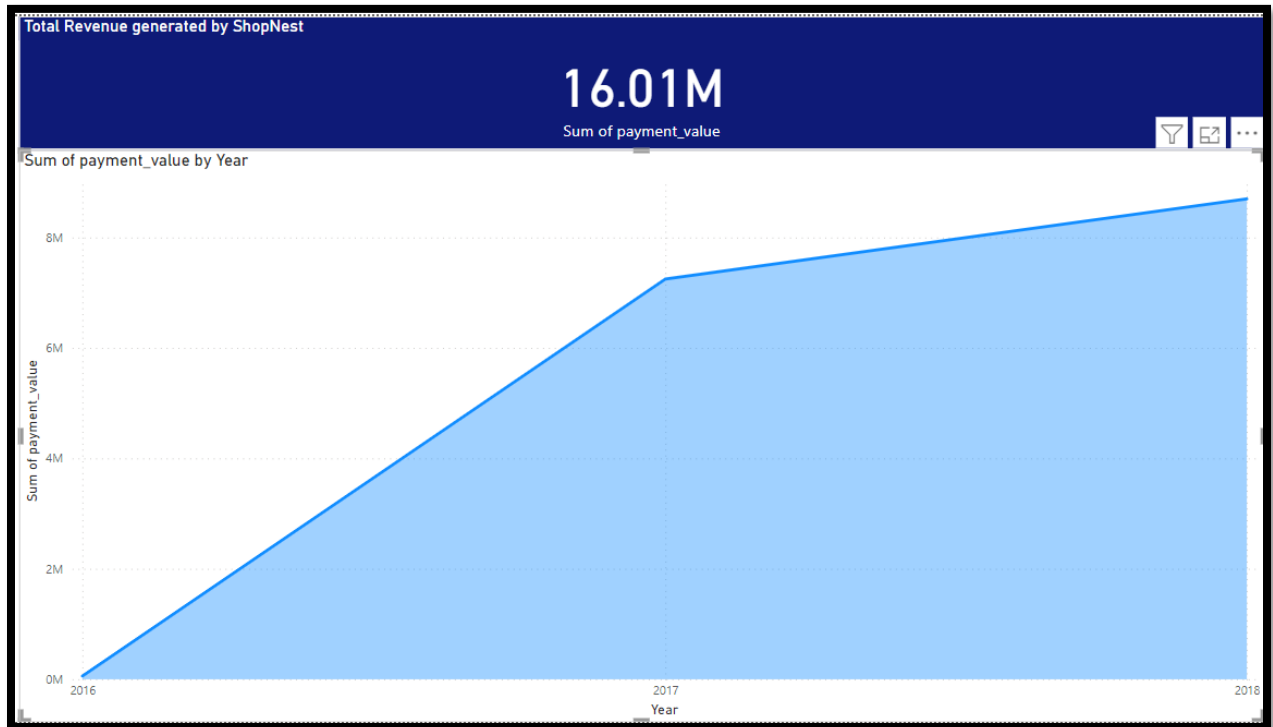 Total Revenue generated by ShopNest
16.01M
Sum of payment_value
Sum of payment_value by Year
8M
6M
4M
2M
0M
Sum of payment_value
2016
2017
2018
Year